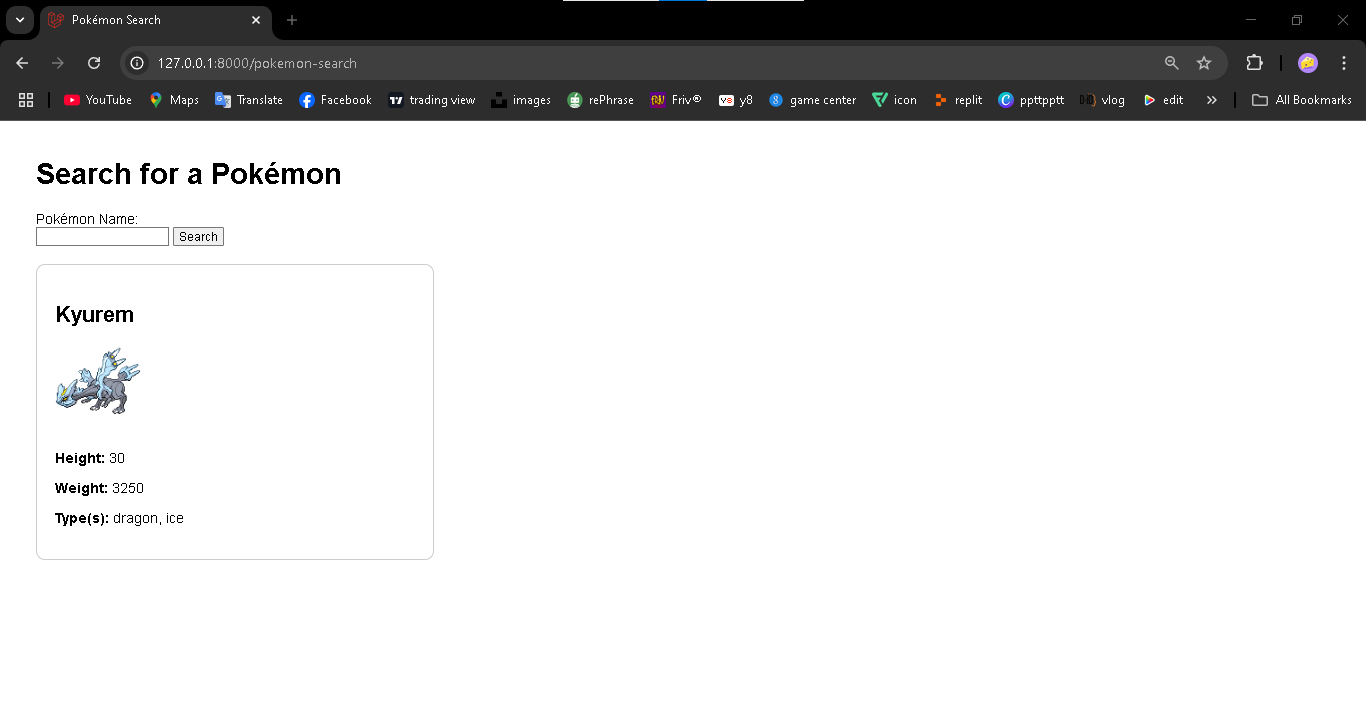 Pokémon Search
127.0.0.1:8000/pokemon-search
YouTube Maps Translate Facebook trading view images rePhrase Friv® y8 game center icon replit ppttpptt vlog edit » All Bookmarks
Search for a Pokémon
Pokémon Name:
Search
Kyurem
Height: 30
Weight: 3250
Type(s): dragon, ice